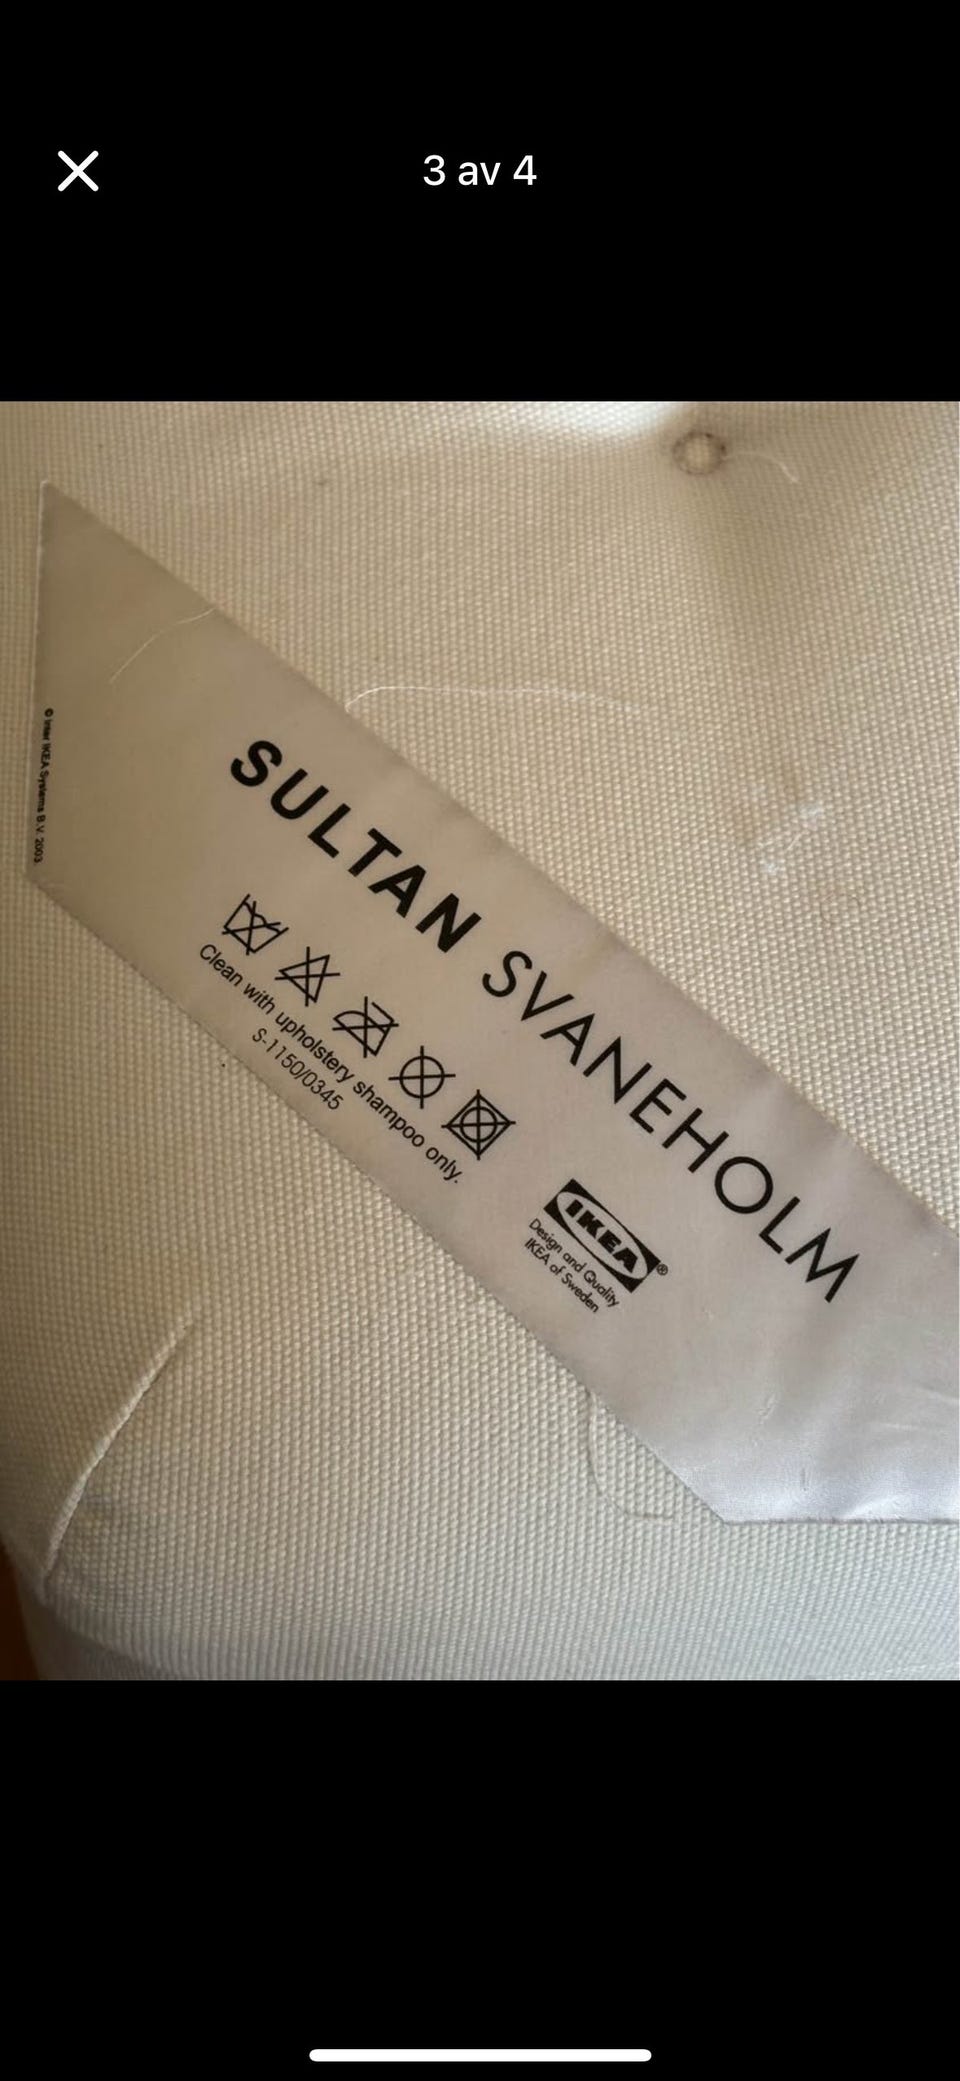 3 av 4
SULTAN SVANEHOLM
Clean with upholstery shampoo only.
S-1150/0345
IKEA®
Design and Quality
IKEA of Sweden
© Inter IKEA Systems B.V. 2003